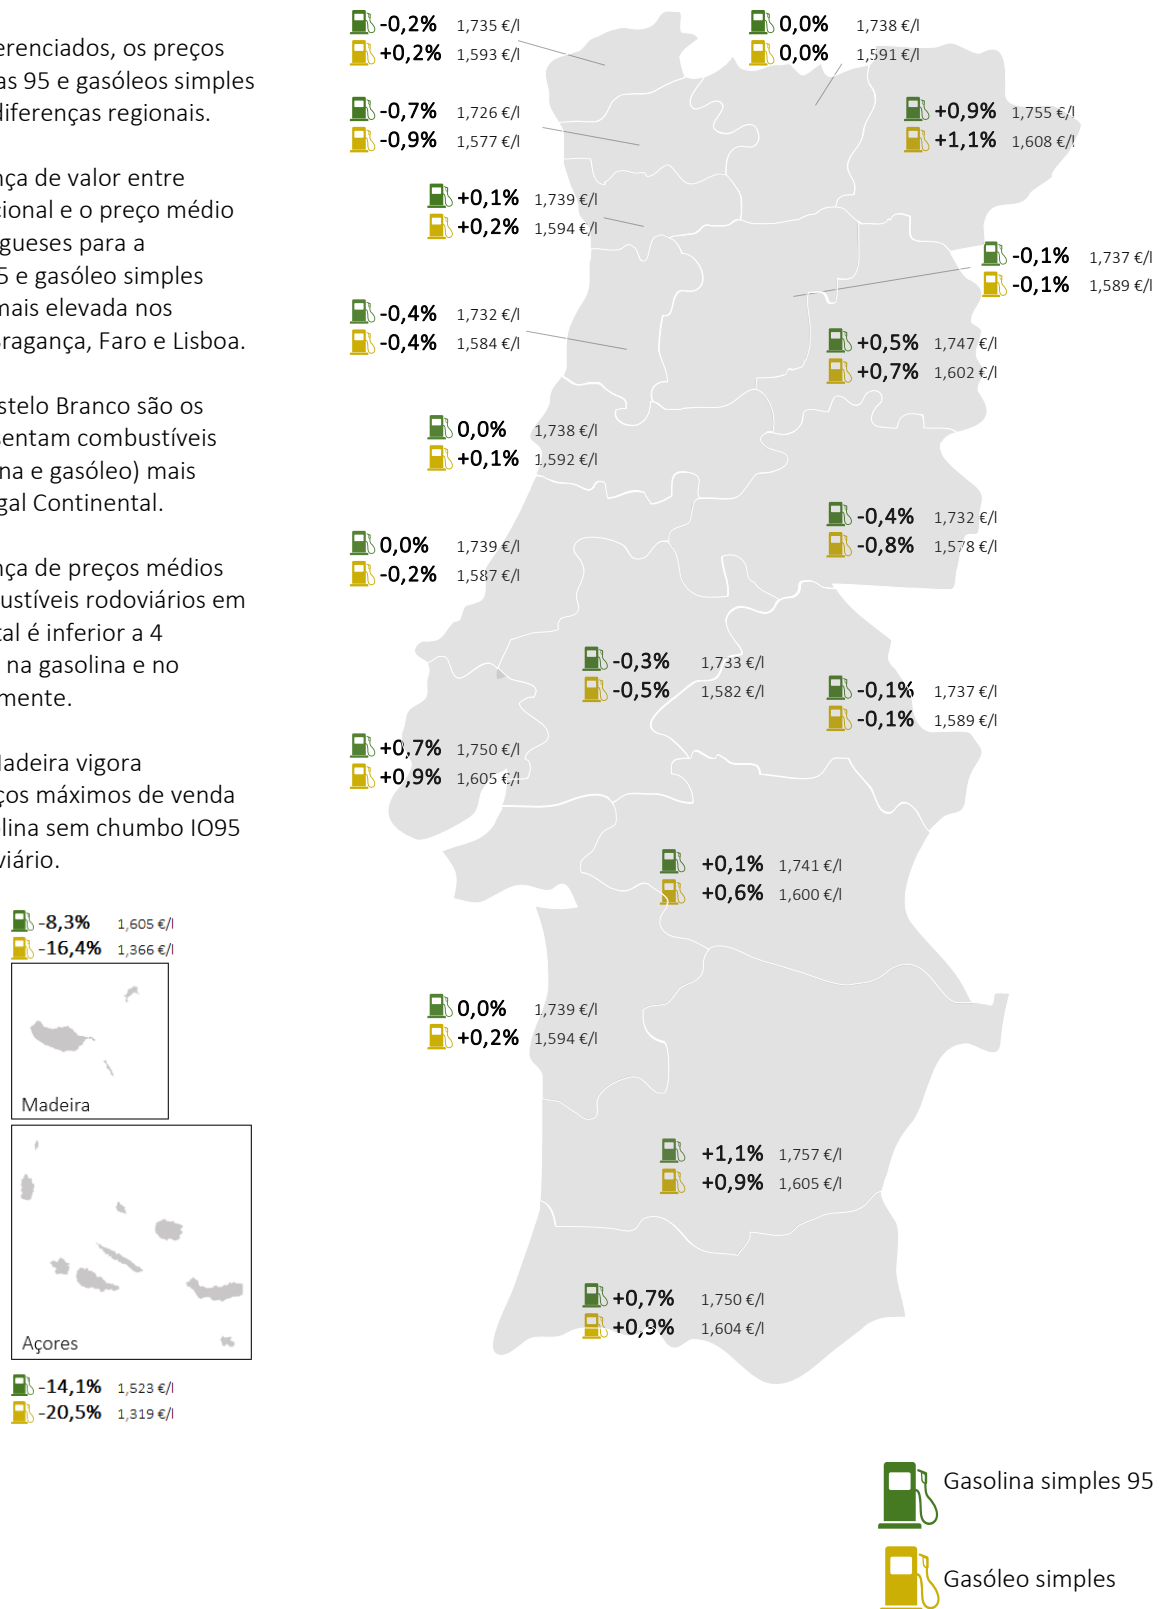 erenciados, os preços
as 95 e gasóleos simples
diferenças regionais.
nça de valor entre
cional e o preço médio
gueses para a
5 e gasóleo simples
mais elevada nos
Bragança, Faro e Lisboa.
stelo Branco são os
sentam combustíveis
na e gasóleo) mais
gal Continental.
nça de preços médios
bustíveis rodoviários em
tal é inferior a 4
na gasolina e no
mente.
Madeira vigora
ços máximos de venda
olina sem chumbo IO95
viário.
-8,3% 1,605 €/l
-16,4% 1,366 €/l
Madeira
Açores
-14,1% 1,523 €/l
-20,5% 1,319 €/l
-0,2% 1,735 €/l
+0,2% 1,593 €/l
0,0% 1,738 €/l
0,0% 1,591 €/l
-0,7% 1,726 €/l
-0,9% 1,577 €/l
+0,9% 1,755 €/l
+1,1% 1,608 €/l
+0,1% 1,739 €/l
+0,2% 1,594 €/l
-0,1% 1,737 €/l
-0,1% 1,589 €/l
-0,4% 1,732 €/l
-0,4% 1,584 €/l
+0,5% 1,747 €/l
+0,7% 1,602 €/l
0,0% 1,738 €/l
+0,1% 1,592 €/l
-0,4% 1,732 €/l
-0,8% 1,578 €/l
0,0% 1,739 €/l
-0,2% 1,587 €/l
-0,3% 1,733 €/l
-0,5% 1,582 €/l
-0,1% 1,737 €/l
-0,1% 1,589 €/l
+0,7% 1,750 €/l
+0,9% 1,605 €/l
+0,1% 1,741 €/l
+0,6% 1,600 €/l
0,0% 1,739 €/l
+0,2% 1,594 €/l
+1,1% 1,757 €/l
+0,9% 1,605 €/l
+0,7% 1,750 €/l
+0,9% 1,604 €/l
Gasolina simples 95
Gasóleo simples